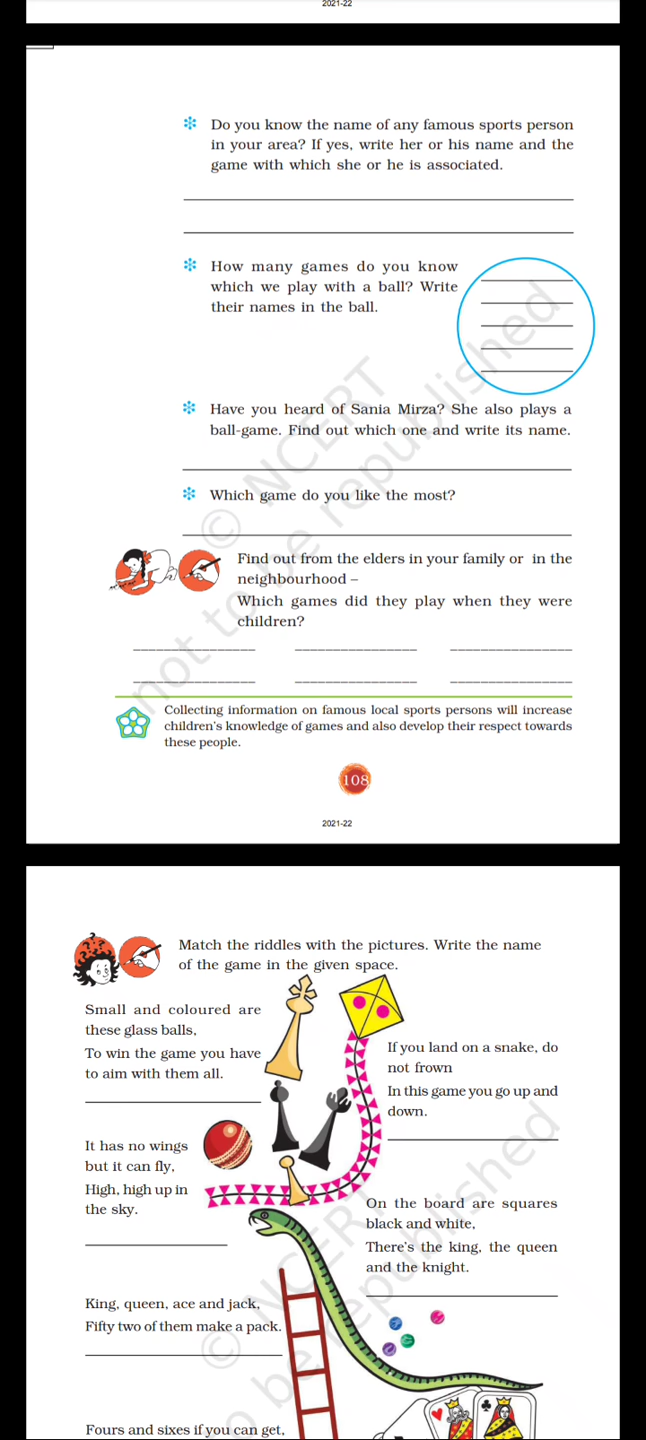 2021-22
Do you know the name of any famous sports person
in your area? If yes, write her or his name and the
game with which she or he is associated.
How many games do you know
which we play with a ball? Write
their names in the ball.
Have you heard of Sania Mirza? She also plays a
ball-game. Find out which one and write its name.
Which game do you like the most?
Find out from the elders in your family or in the
neighbourhood –
Which games did they play when they were
children?
Collecting information on famous local sports persons will increase
children's knowledge of games and also develop their respect towards
these people.
108
2021-22
© NCERT
not to be republished
Match the riddles with the pictures. Write the name
of the game in the given space.
Small and coloured are
these glass balls,
To win the game you have
to aim with them all.
If you land on a snake, do
not frown
In this game you go up and
down.
It has no wings
but it can fly,
High, high up in
the sky.
On the board are squares
black and white,
There's the king, the queen
and the knight.
King, queen, ace and jack,
Fifty two of them make a pack.
Fours and sixes if you can get,
© NCERT
to be republished